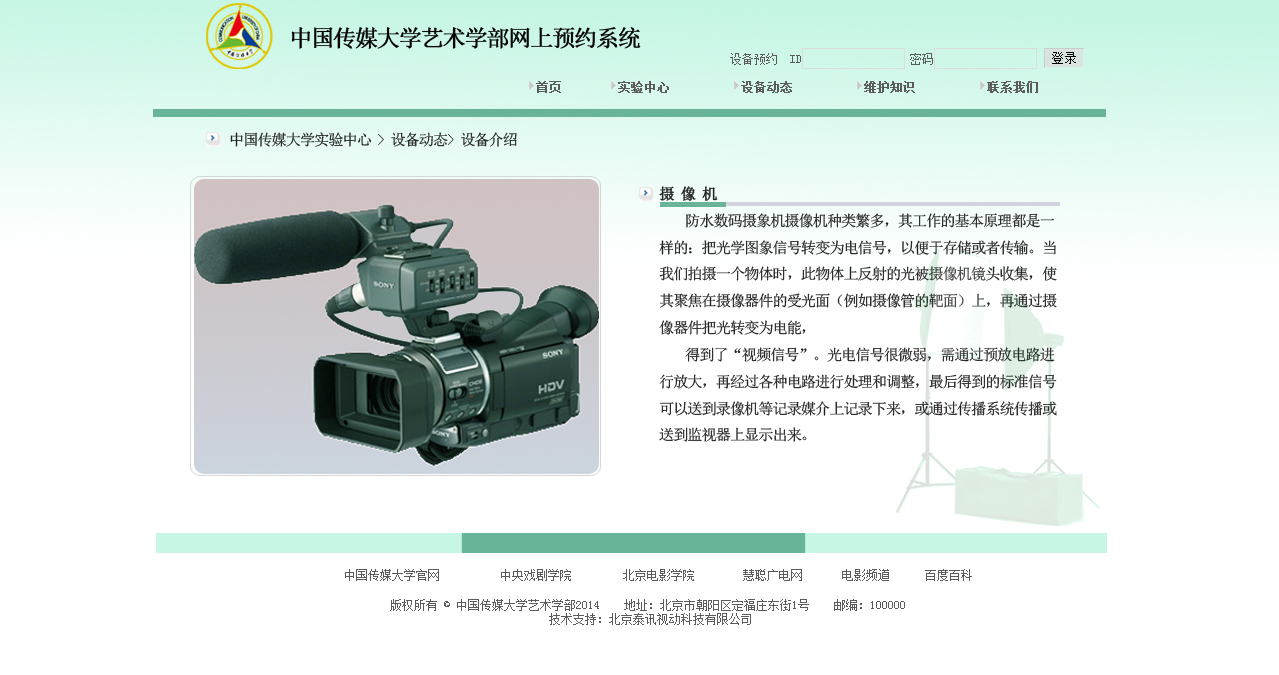 中国传媒大学艺术学部网上预约系统
设备预约 ID 密码 登录
首页 实验中心 设备动态 维护知识 联系我们
中国传媒大学实验中心 > 设备动态> 设备介绍
摄 像 机
防水数码摄象机摄像机种类繁多，其工作的基本原理都是一
样的：把光学图象信号转变为电信号，以便于存储或者传输。当
我们拍摄一个物体时，此物体上反射的光被摄像机镜头收集，使
其聚焦在摄像器件的受光面（例如摄像管的靶面）上，再通过摄
像器件把光转变为电能，
得到了“视频信号”。光电信号很微弱，需通过预放电路进
行放大，再经过各种电路进行处理和调整，最后得到的标准信号
可以送到录像机等记录媒介上记录下来，或通过传播系统传播或
送到监视器上显示出来。
SONY
SONY
HDV
SONY
中国传媒大学官网 中央戏剧学院 北京电影学院 慧聪广电网 电影频道 百度百科
版权所有 © 中国传媒大学艺术学部2014 地址：北京市朝阳区定福庄东街1号 邮编：100000
技术支持：北京泰讯视动科技有限公司